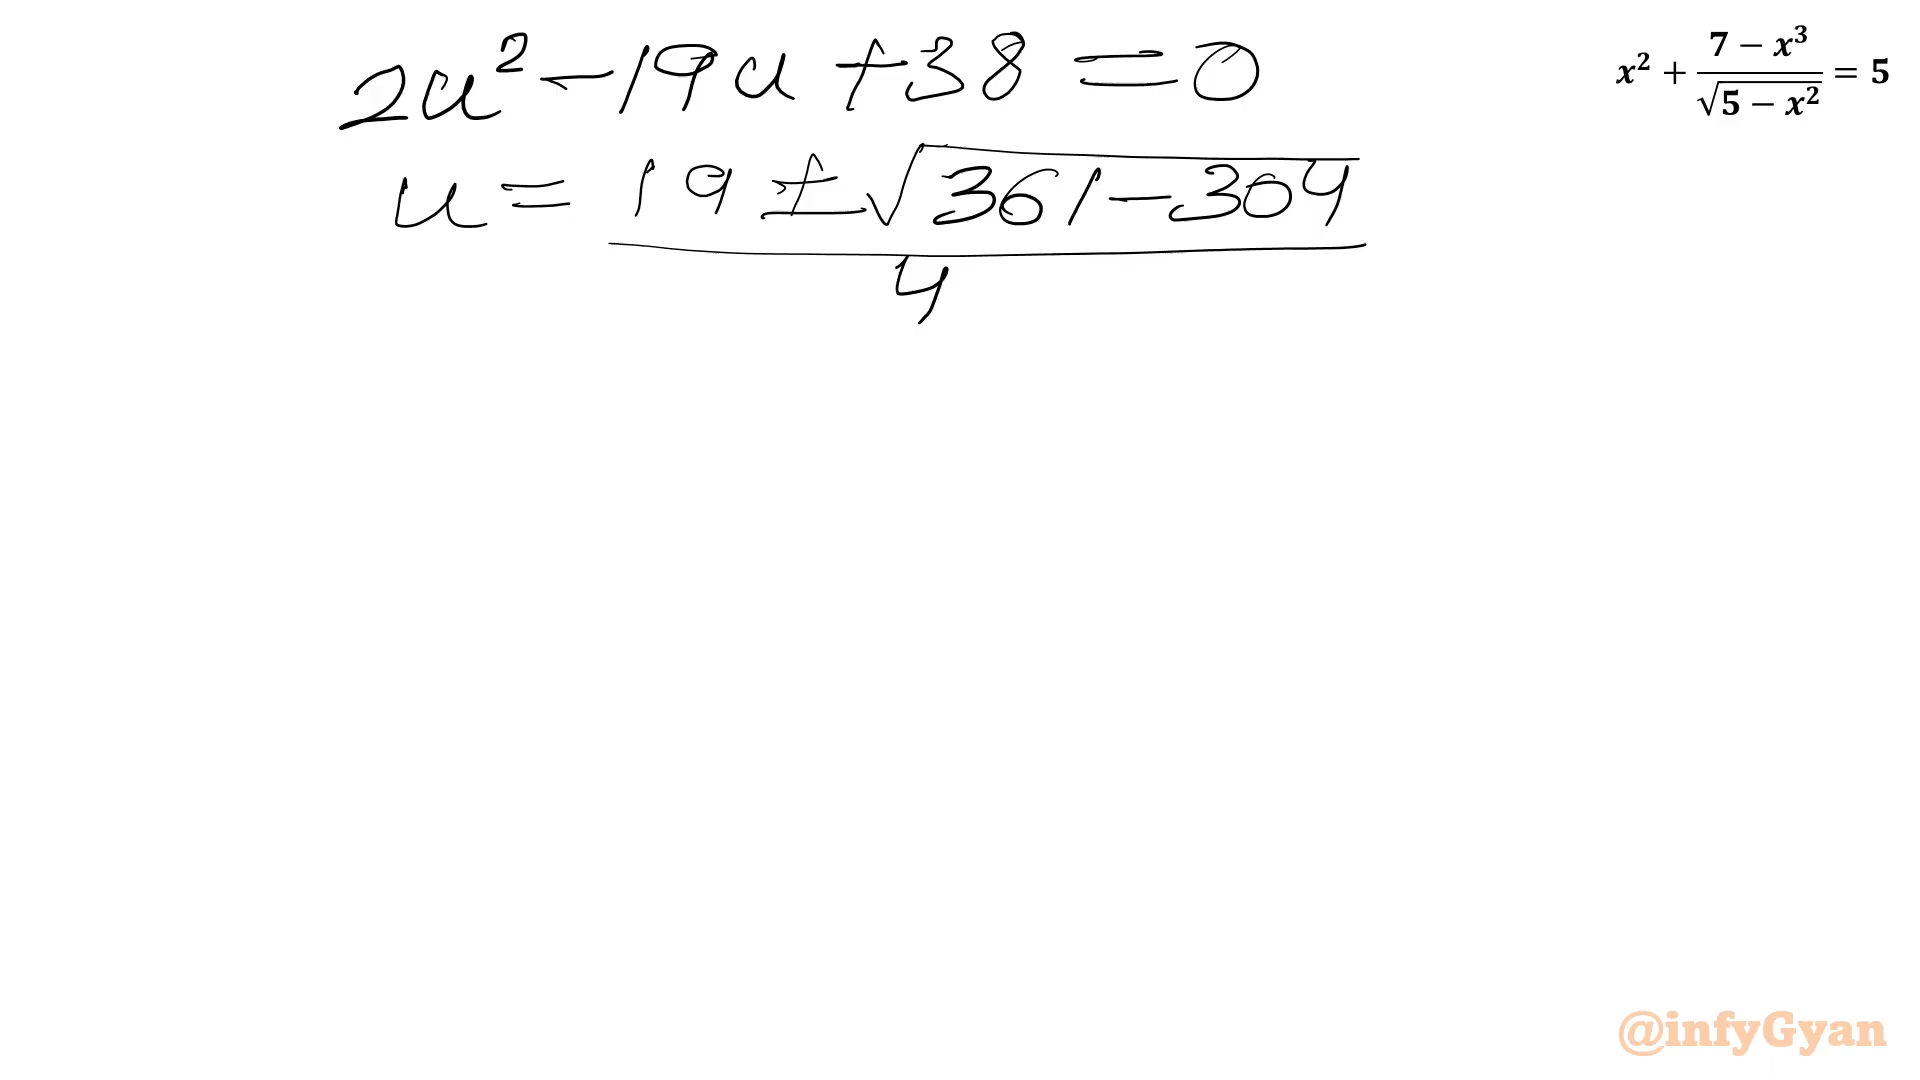 2u² - 19u + 38 = 0
x² + (7 - x³)/√(5 - x²) = 5
u = (19 ± √(361 - 304))/4
@infyGyan